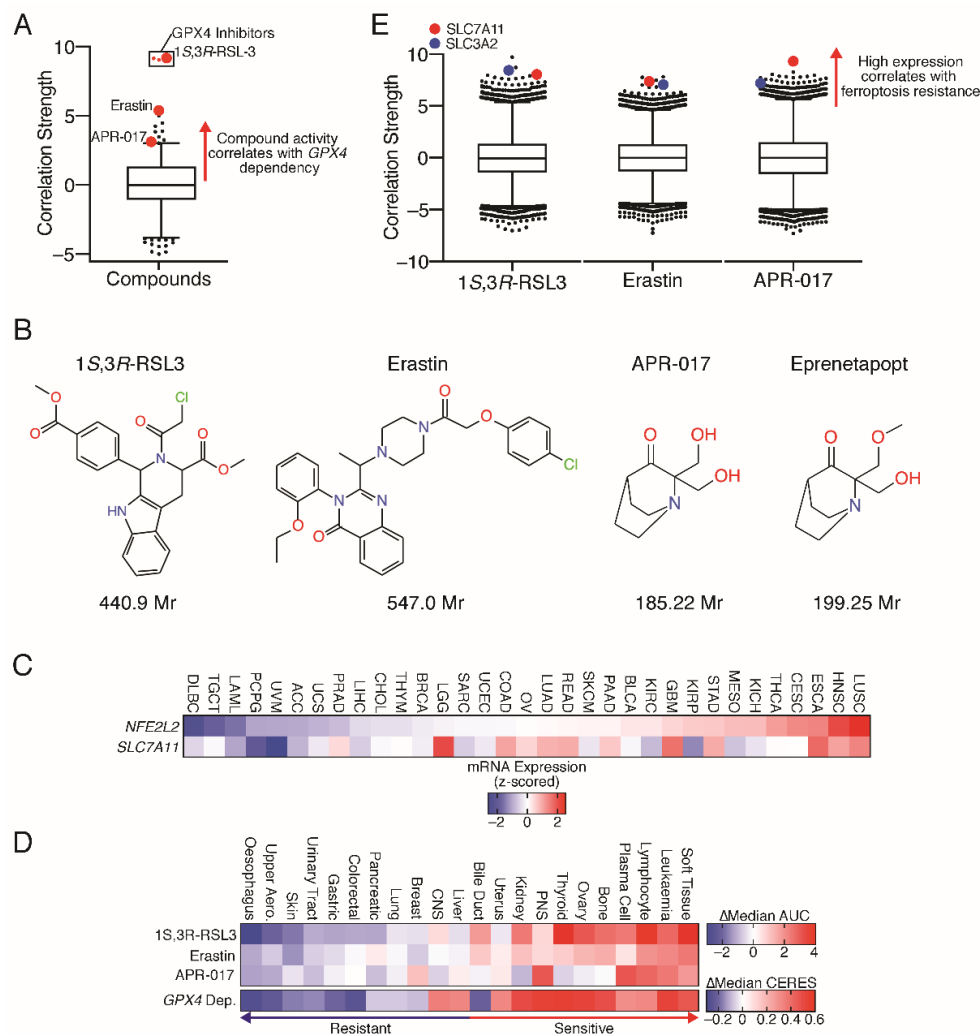 A
GPX4 Inhibitors
1S,3R-RSL-3
10
Erastin
5
APR-017
Compound activity
correlates with GPX4
dependency
0
−5
Correlation Strength
Compounds
E
SLC7A11
SLC3A2
10
High expression
correlates with
ferroptosis resistance
5
0
−5
−10
Correlation Strength
1S,3R-RSL3
Erastin
APR-017
B
1S,3R-RSL3
Erastin
APR-017
Eprenetapopt
O
O
Cl
O
N
O
O
HN
440.9 Mr
O
N
O
N
Cl
N
N
O
O
547.0 Mr
O
OH
OH
N
185.22 Mr
O
O
OH
N
199.25 Mr
C
DLBC
TGCT
LAML
PCPG
UVM
ACC
UCS
PRAD
LIHC
CHOL
THYM
BRCA
LGG
SARC
UCEC
COAD
OV
LUAD
READ
SKCM
PAAD
BLCA
KIRC
GBM
KIRP
STAD
MESO
KICH
THCA
CESC
ESCA
HNSC
LUSC
NFE2L2
SLC7A11
mRNA Expression
(z-scored)
−2 0 2
D
Oesophagus
Upper Aero.
Skin
Urinary Tract
Gastric
Colorectal
Pancreatic
Lung
Breast
CNS
Liver
Bile Duct
Uterus
Kidney
PNS
Thyroid
Ovary
Bone
Plasma Cell
Lymphocyte
Leukaemia
Soft Tissue
1S,3R-RSL3
Erastin
APR-017
GPX4 Dep.
Resistant
Sensitive
ΔMedian AUC
−2 0 2 4
ΔMedian CERES
−0.2 0 0.2 0.6